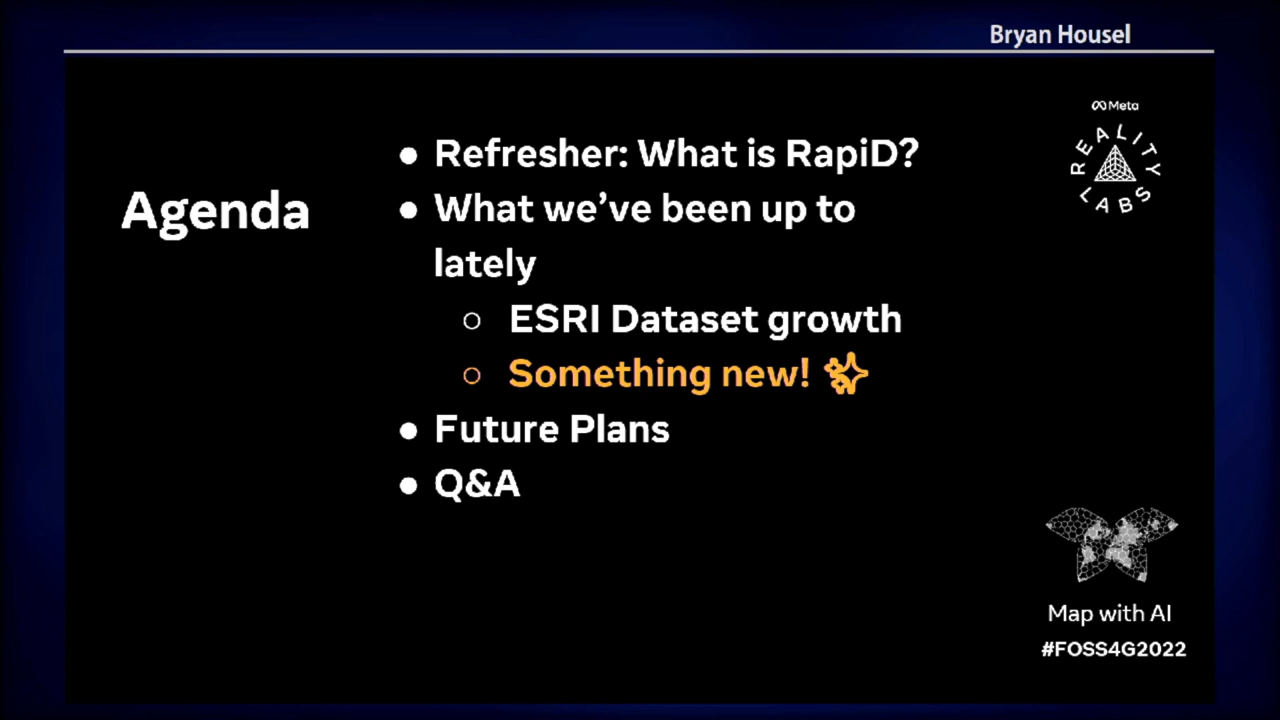 Bryan Housel
Meta
REALITY LABS
Agenda
● Refresher: What is RapiD?
● What we’ve been up to
lately
○ ESRI Dataset growth
○ Something new! ✨
● Future Plans
● Q&A
Map with AI
#FOSS4G2022